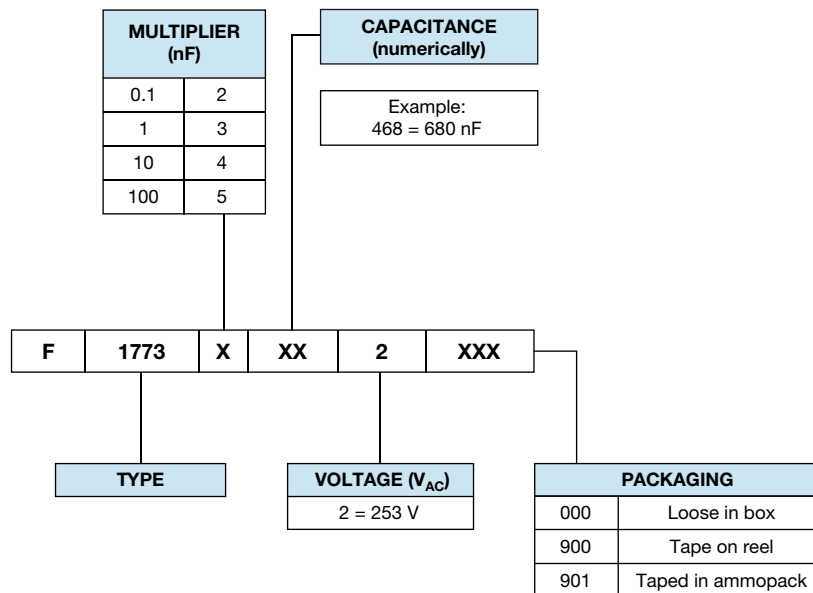 MULTIPLIER
(nF)
0.1 2
1 3
10 4
100 5
CAPACITANCE
(numerically)
Example:
468 = 680 nF
F 1773 X XX 2 XXX
TYPE
VOLTAGE (VAC)
2 = 253 V
PACKAGING
000 Loose in box
900 Tape on reel
901 Taped in ammopack